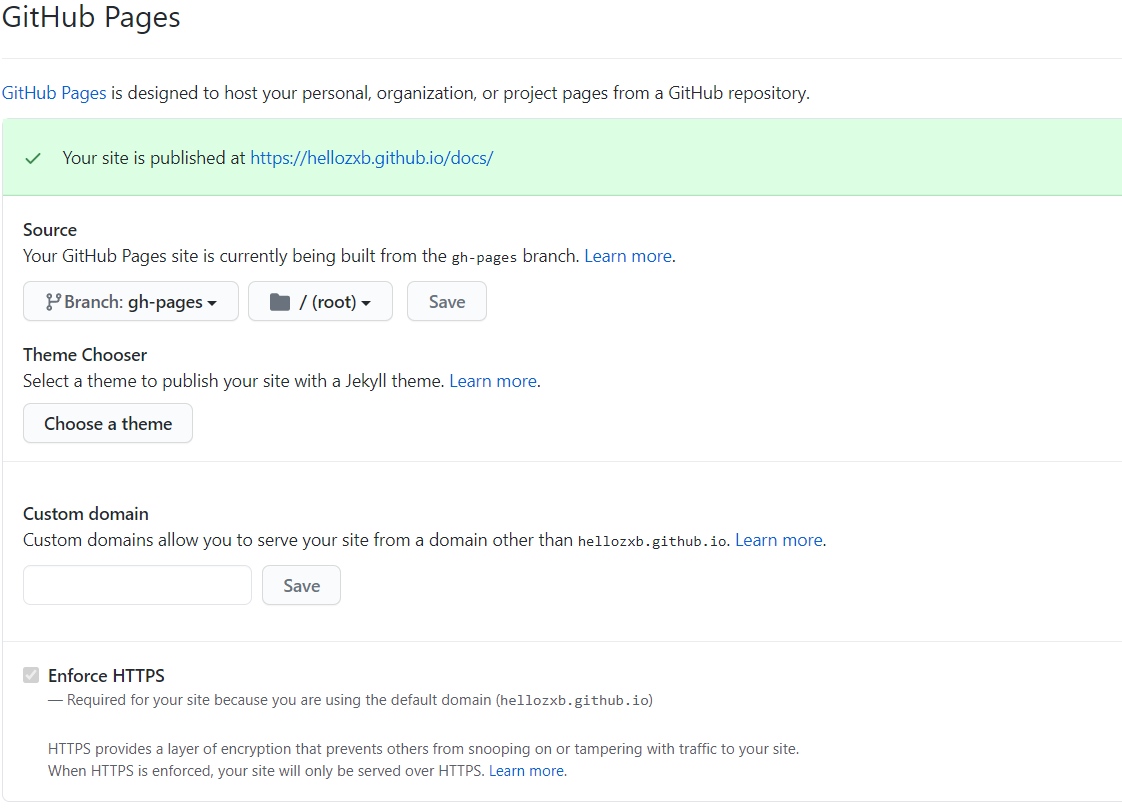 GitHub Pages
GitHub Pages is designed to host your personal, organization, or project pages from a GitHub repository.
Your site is published at https://hellozxb.github.io/docs/
Source
Your GitHub Pages site is currently being built from the gh-pages branch. Learn more.
Branch: gh-pages / (root) Save
Theme Chooser
Select a theme to publish your site with a Jekyll theme. Learn more.
Choose a theme
Custom domain
Custom domains allow you to serve your site from a domain other than hellozxb.github.io. Learn more.
Save
Enforce HTTPS
— Required for your site because you are using the default domain (hellozxb.github.io)
HTTPS provides a layer of encryption that prevents others from snooping on or tampering with traffic to your site.
When HTTPS is enforced, your site will only be served over HTTPS. Learn more.